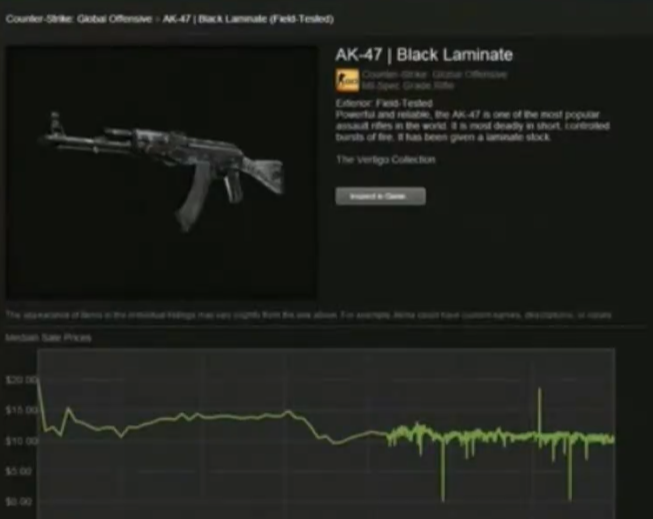 Counter-Strike: Global Offensive > AK-47 | Black Laminate (Field-Tested)
AK-47 | Black Laminate
Counter-Strike: Global Offensive
Mil-Spec Grade Rifle
Exterior: Field-Tested
Powerful and reliable, the AK-47 is one of the most popular
assault rifles in the world. It is most deadly in short, controlled
bursts of fire. It has been given a laminate stock.
The Vertigo Collection
Inspect in Game...
The appearance of items in the individual listings may vary slightly from the one above. For example, items could have custom names, descriptions, or colors.
Median Sale Prices
$20.00
$15.00
$10.00
$5.00
$0.00